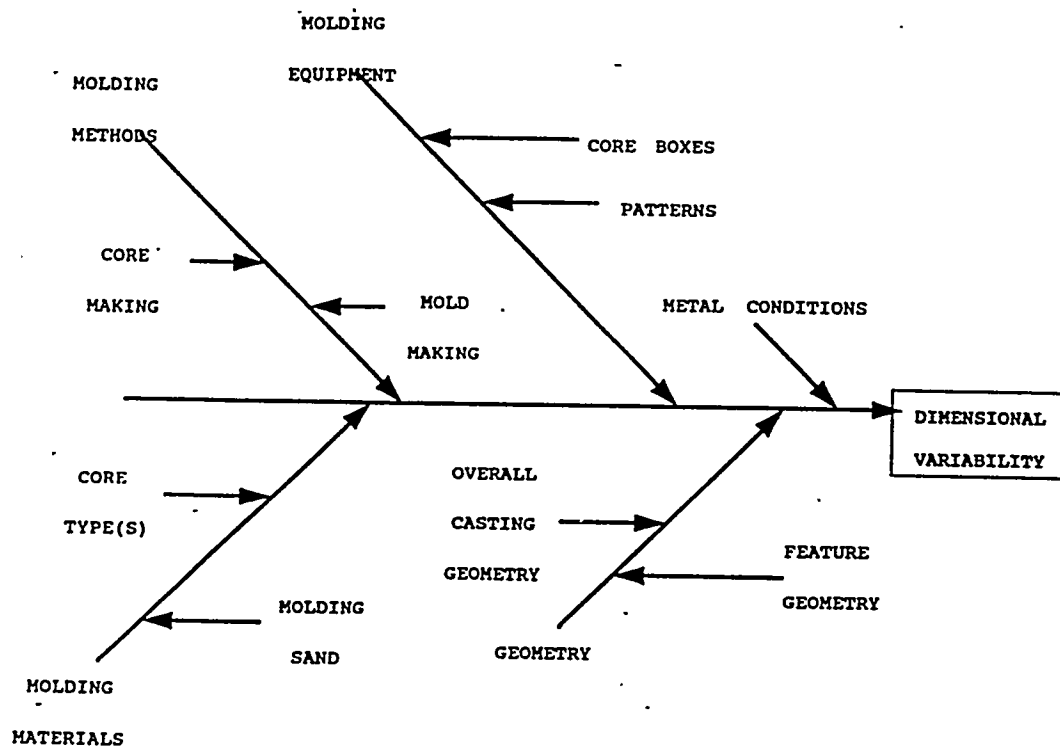 MOLDING
EQUIPMENT
MOLDING
METHODS
CORE BOXES
PATTERNS
CORE
MAKING
MOLD
MAKING
METAL CONDITIONS
DIMENSIONAL
VARIABILITY
CORE
TYPE(S)
OVERALL
CASTING
GEOMETRY
FEATURE
GEOMETRY
MOLDING
SAND
GEOMETRY
MOLDING
MATERIALS